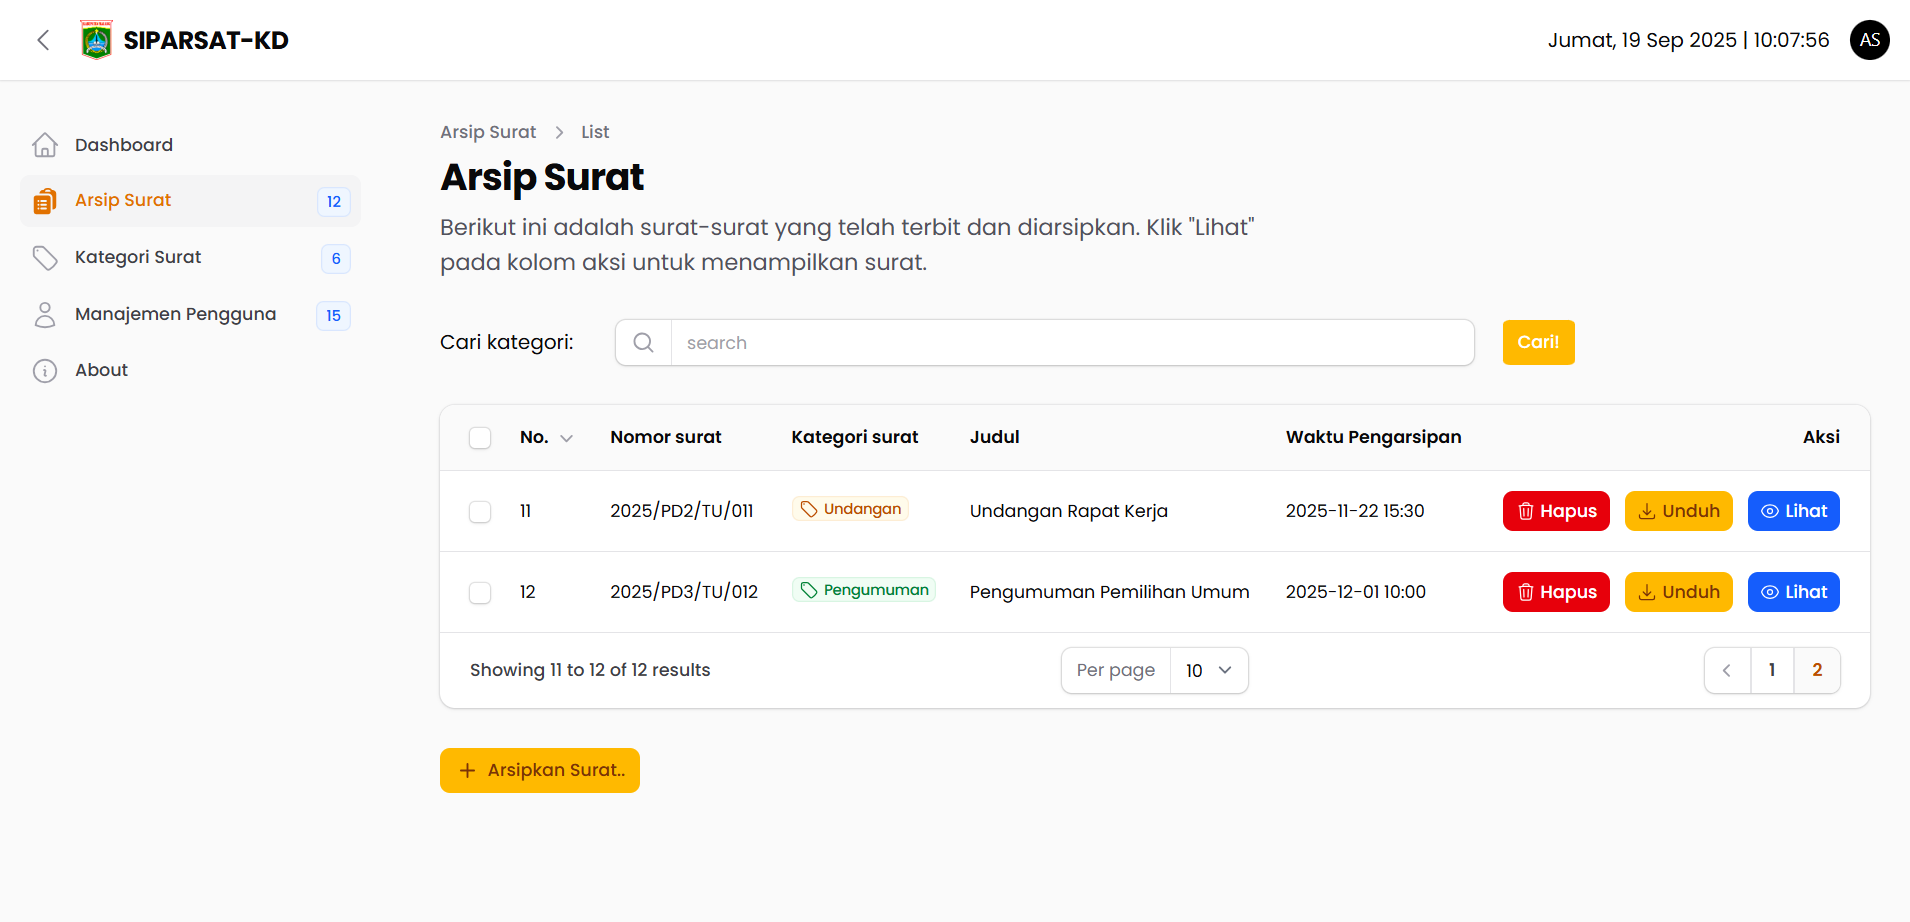 SIPARSAT-KD
Jumat, 19 Sep 2025 | 10:07:56
AS
Dashboard
Arsip Surat 12
Kategori Surat 6
Manajemen Pengguna 15
About
Arsip Surat > List
Arsip Surat
Berikut ini adalah surat-surat yang telah terbit dan diarsipkan. Klik "Lihat"
pada kolom aksi untuk menampilkan surat.
Cari kategori: search Cari!
No. Nomor surat Kategori surat Judul Waktu Pengarsipan Aksi
11 2025/PD2/TU/011 Undangan Undangan Rapat Kerja 2025-11-22 15:30 Hapus Unduh Lihat
12 2025/PD3/TU/012 Pengumuman Pengumuman Pemilihan Umum 2025-12-01 10:00 Hapus Unduh Lihat
Showing 11 to 12 of 12 results Per page 10 1 2
+ Arsipkan Surat..